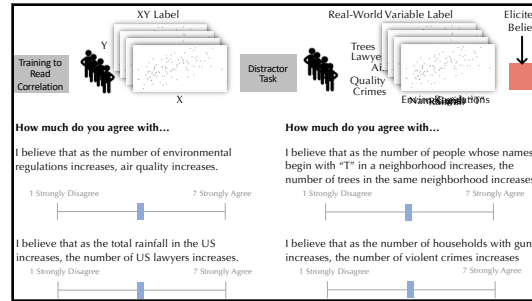 XY Label
Real-World Variable Label
Elicite
Belie
Y
Training to
Read
Correlation
Distractor
Task
Trees
Lawye
Ai
Quality
Crimes
X
How much do you agree with...
I believe that as the number of environmental
regulations increases, air quality increases.
1 Strongly Disagree
7 Strongly Agree
I believe that as the total rainfall in the US
increases, the number of US lawyers increases.
1 Strongly Disagree
7 Strongly Agree
How much do you agree with...
I believe that as the number of people whose names
begin with “T” in a neighborhood increases, the
number of trees in the same neighborhood increases
1 Strongly Disagree
7 Strongly Agree
I believe that as the number of households with gun
increases, the number of violent crimes increases
1 Strongly Disagree
7 Strongly Agree